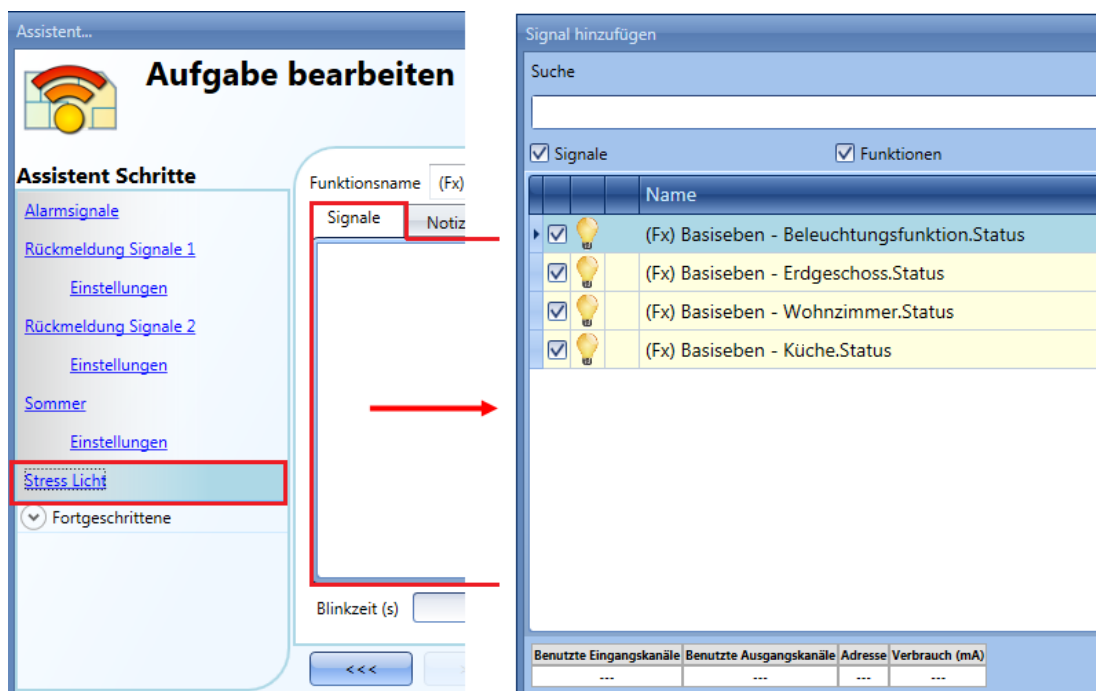 Assistent...
Aufgabe bearbeiten
Assistent Schritte
Alarmsignale
Rückmeldung Signale 1
Einstellungen
Rückmeldung Signale 2
Einstellungen
Sommer
Einstellungen
Stress Licht
Fortgeschrittene
Funktionsname (Fx)
Signale Notiz
Blinkzeit (s)
<<<
Signal hinzufügen
Suche
Signale Funktionen
Name
(Fx) Basiseben - Beleuchtungsfunktion.Status
(Fx) Basiseben - Erdgeschoss.Status
(Fx) Basiseben - Wohnzimmer.Status
(Fx) Basiseben - Küche.Status
Benutzte Eingangskanäle Benutzte Ausgangskanäle Adresse Verbrauch (mA)
--- --- --- ---